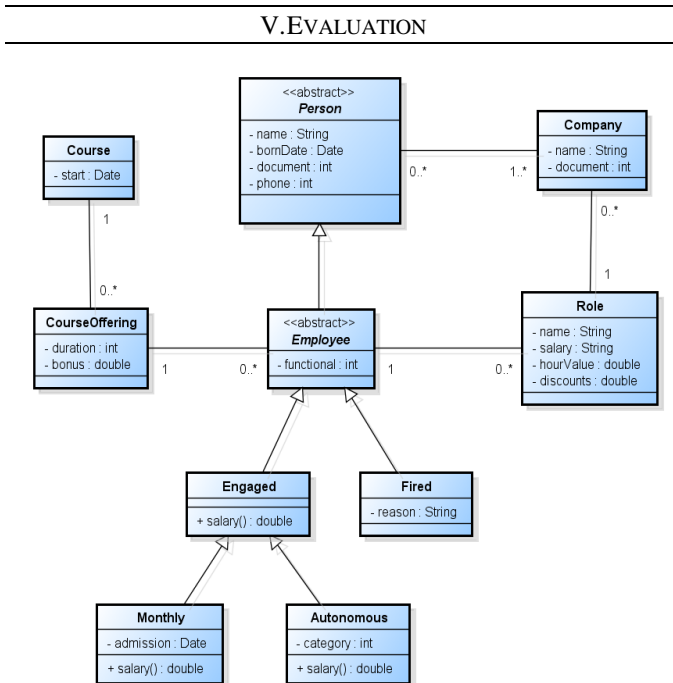 V.EVALUATION
<<abstract>>
Person
- name : String
- bornDate : Date
- document : int
- phone : int
Company
- name : String
- document : int
Course
- start : Date
0..*
1..*
0..*
1
1
0..*
Role
- name : String
- salary : String
- hourValue : double
- discounts : double
CourseOffering
- duration : int
- bonus : double
<<abstract>>
Employee
- functional : int
1
0..*
1
0..*
Engaged
+ salary() : double
Fired
- reason : String
Monthly
- admission : Date
+ salary() : double
Autonomous
- category : int
+ salary() : double